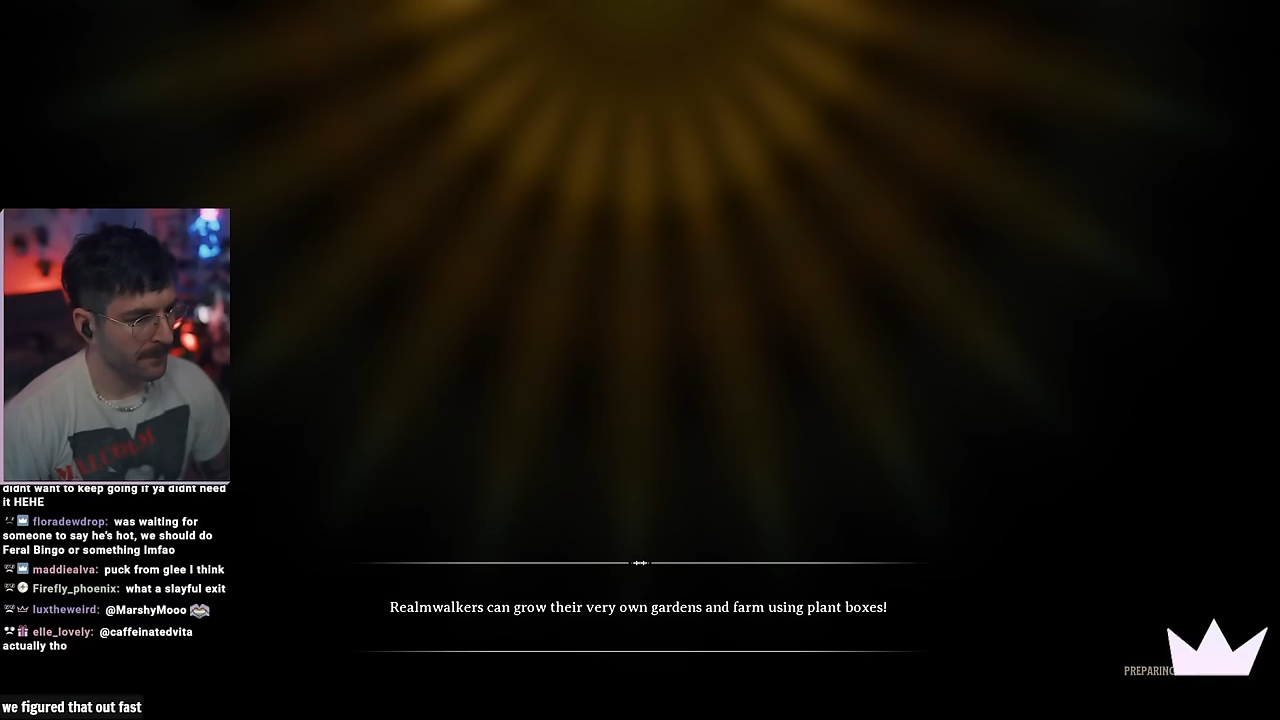 MALCOLM
didnt want to keep going if ya didnt need
it HEHE
floradewdrop: was waiting for
someone to say he's hot, we should do
Feral Bingo or something lmfao
maddiealva: puck from glee I think
Firefly_phoenix: what a slayful exit
luxtheweird: @MarshyMooo
elle_lovely: @caffeinatedvita
actually tho
Realmwalkers can grow their very own gardens and farm using plant boxes!
PREPARING
we figured that out fast